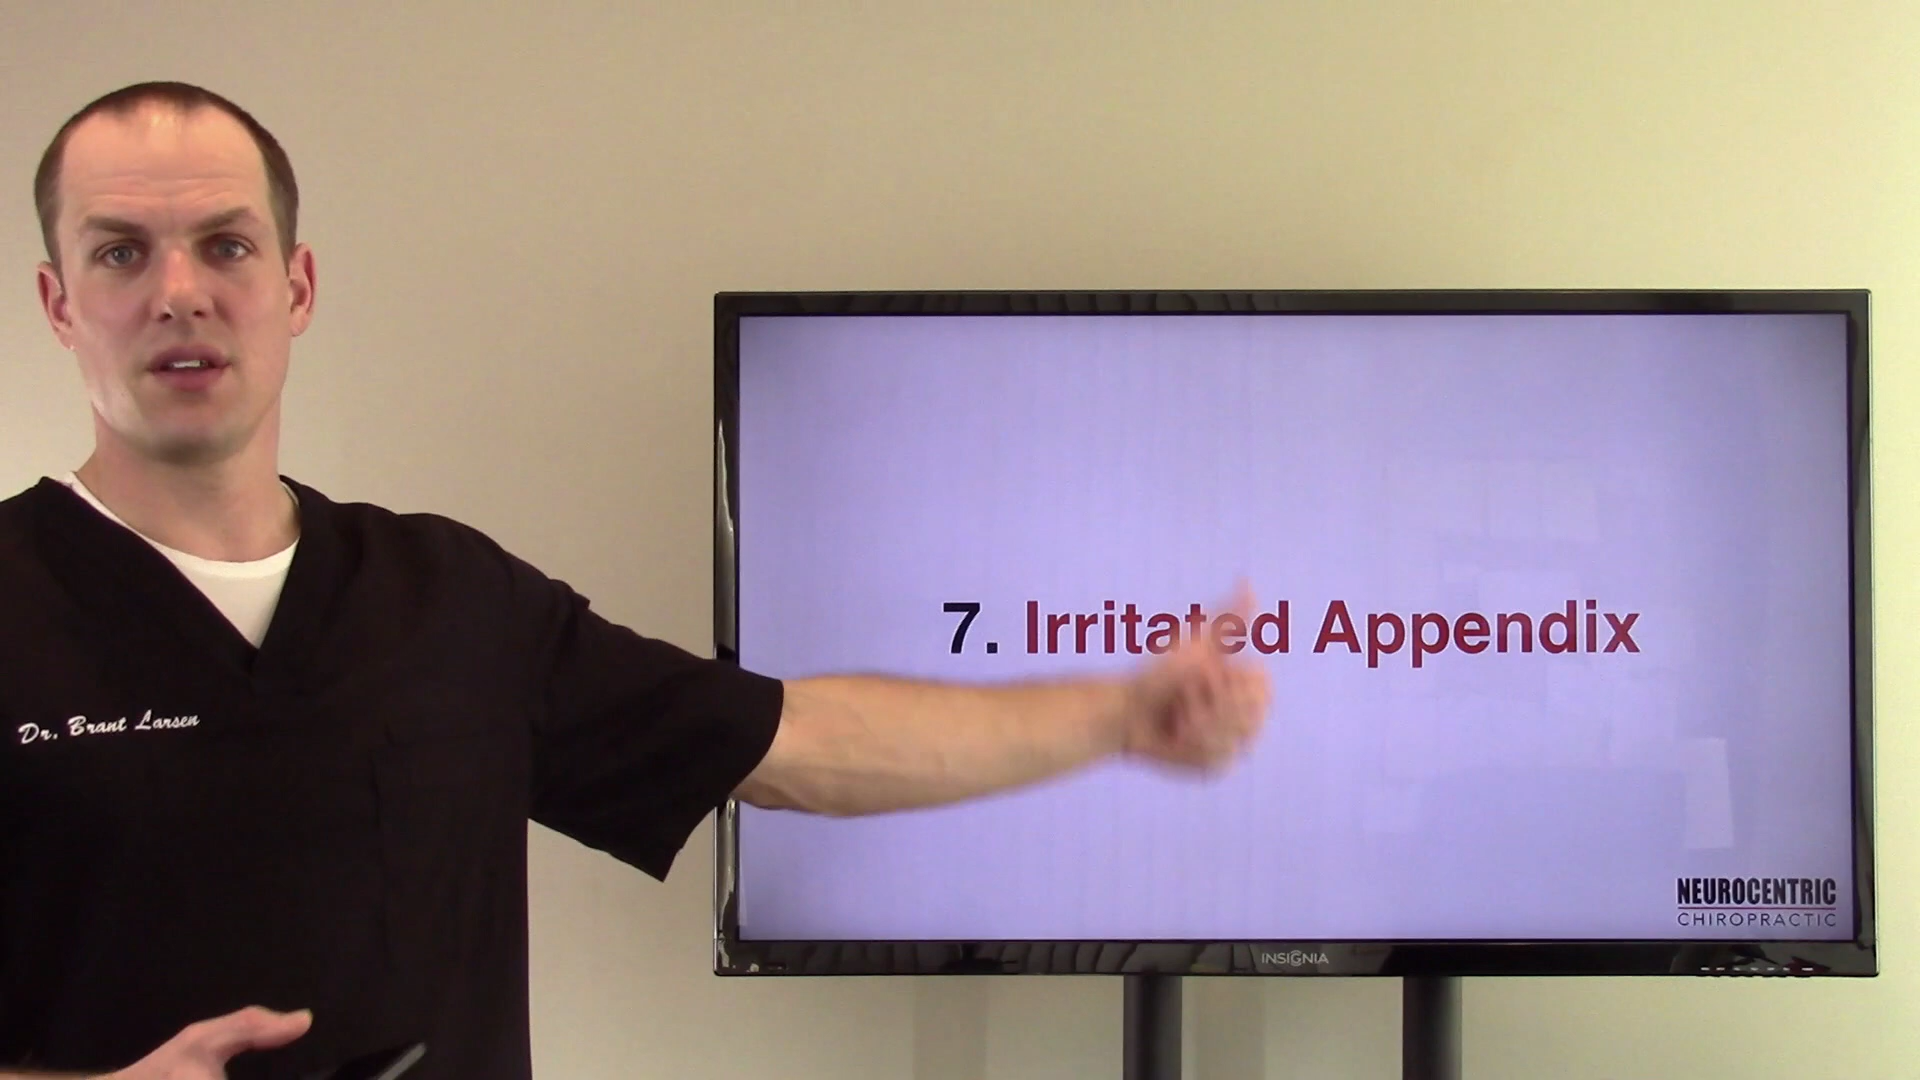 Dr. Brant Larsen
7. Irritated Appendix
NEUROCENTRIC
CHIROPRACTIC
INSIGNIA